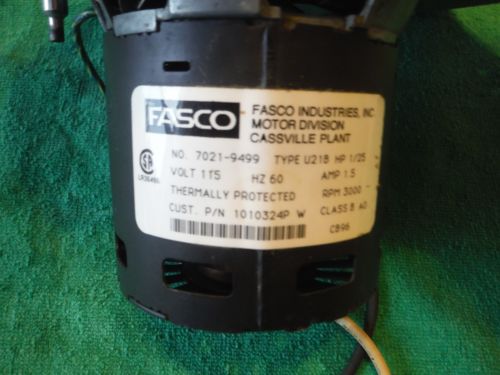 FASCO
FASCO INDUSTRIES, INC
MOTOR DIVISION
CASSVILLE PLANT
NO. 7021-9499 TYPE U21B HP 1/25
VOLT 115 HZ 60 AMP 1.5
THERMALLY PROTECTED RPM 3000
CUST. P/N 1010324P W CLASS B AO
C896